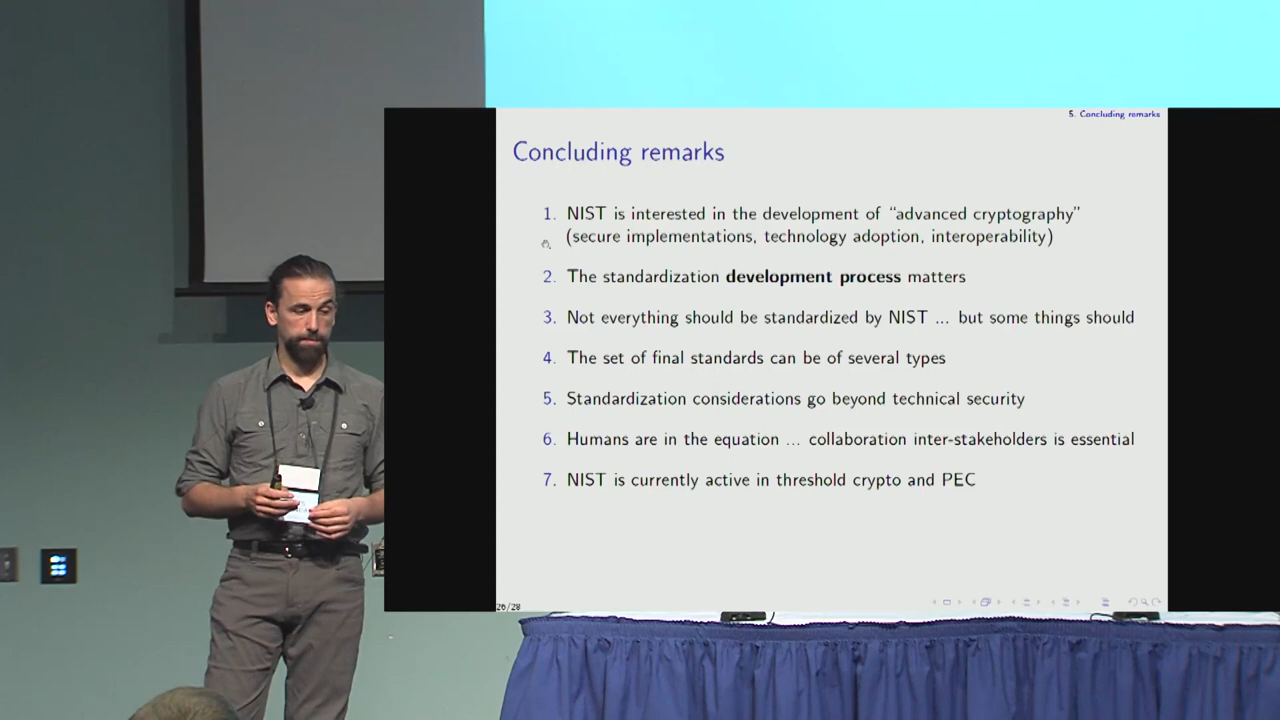 5. Concluding remarks
Concluding remarks
1. NIST is interested in the development of “advanced cryptography”
(secure implementations, technology adoption, interoperability)
2. The standardization development process matters
3. Not everything should be standardized by NIST ... but some things should
4. The set of final standards can be of several types
5. Standardization considerations go beyond technical security
6. Humans are in the equation ... collaboration inter-stakeholders is essential
7. NIST is currently active in threshold crypto and PEC
26/28